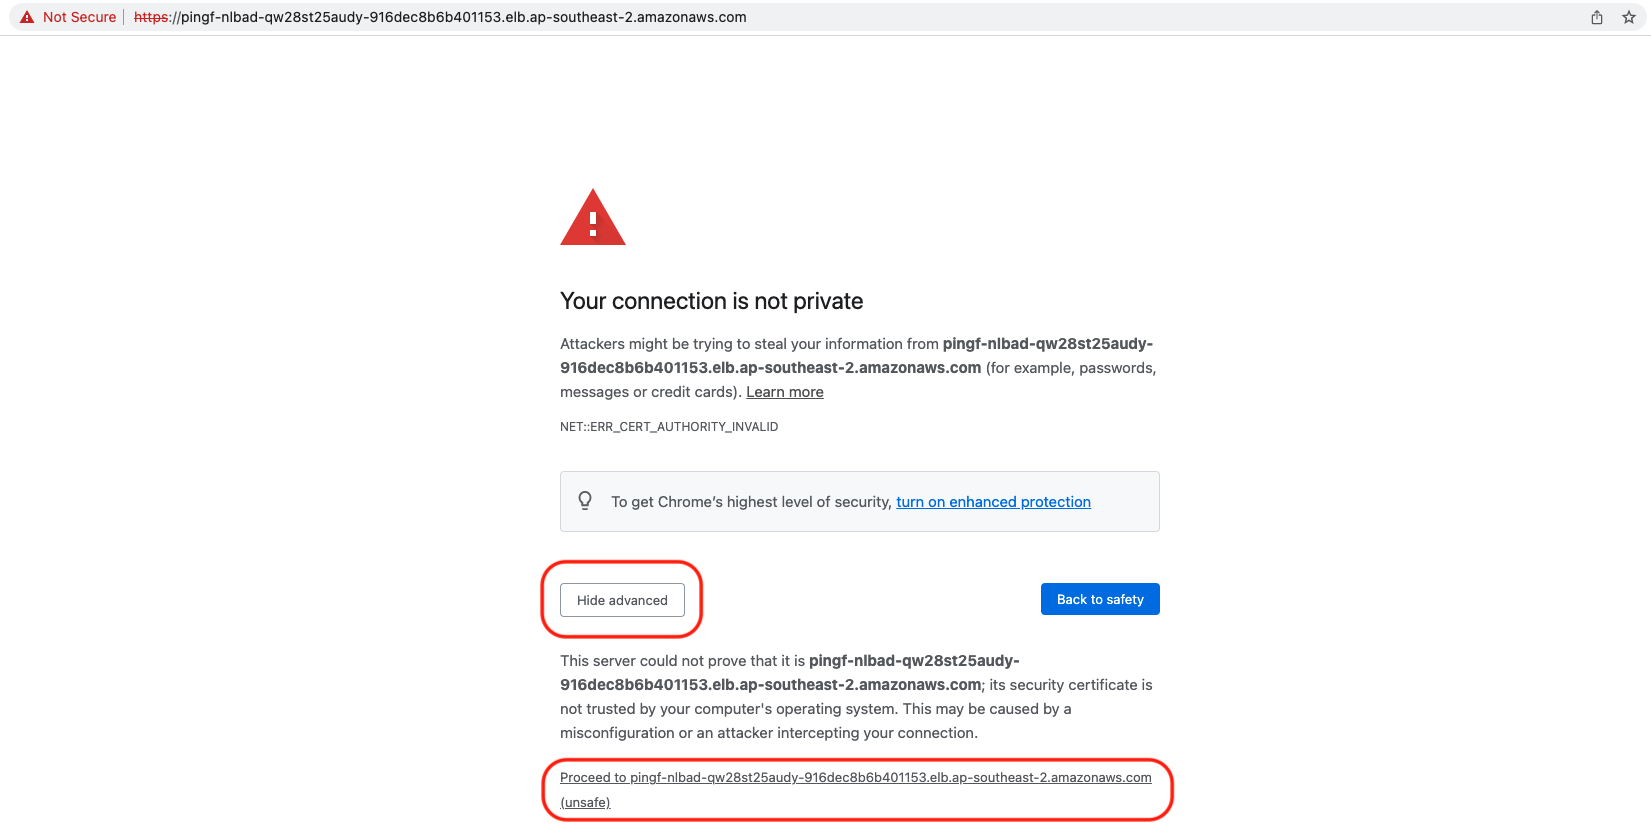 Not Secure https://pingf-nlbad-qw28st25audy-916dec8b6b401153.elb.ap-southeast-2.amazonaws.com
Your connection is not private
Attackers might be trying to steal your information from pingf-nlbad-qw28st25audy-
916dec8b6b401153.elb.ap-southeast-2.amazonaws.com (for example, passwords,
messages or credit cards). Learn more
NET::ERR_CERT_AUTHORITY_INVALID
To get Chrome’s highest level of security, turn on enhanced protection
Hide advanced
Back to safety
This server could not prove that it is pingf-nlbad-qw28st25audy-
916dec8b6b401153.elb.ap-southeast-2.amazonaws.com; its security certificate is
not trusted by your computer's operating system. This may be caused by a
misconfiguration or an attacker intercepting your connection.
Proceed to pingf-nlbad-qw28st25audy-916dec8b6b401153.elb.ap-southeast-2.amazonaws.com
(unsafe)